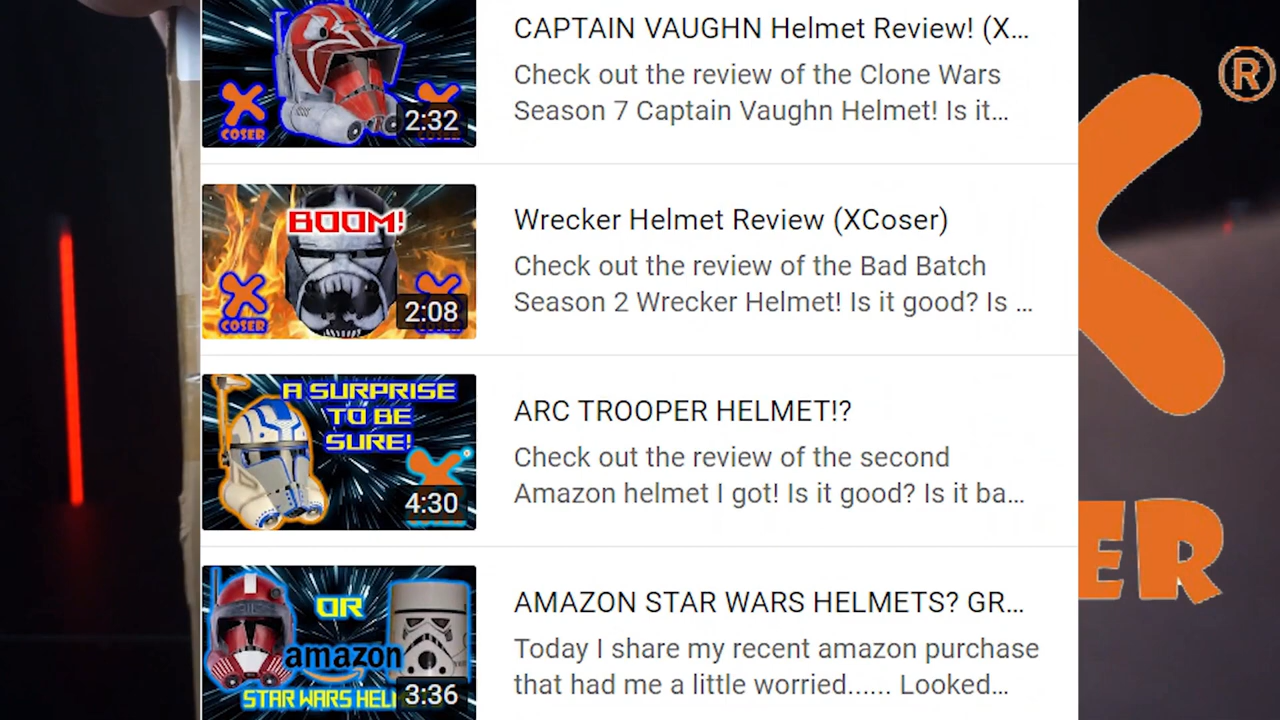 CAPTAIN VAUGHN Helmet Review! (X...
Check out the review of the Clone Wars
Season 7 Captain Vaughn Helmet! Is it...
COSER
2:32
Wrecker Helmet Review (XCoser)
Check out the review of the Bad Batch
Season 2 Wrecker Helmet! Is it good? Is ...
BOOM!
COSER
2:08
ARC TROOPER HELMET!?
Check out the review of the second
Amazon helmet I got! Is it good? Is it ba...
A SURPRISE
TO BE
SURE!
4:30
AMAZON STAR WARS HELMETS? GR...
Today I share my recent amazon purchase
that had me a little worried...... Looked...
OR
amazon
STAR WARS HEL
3:36
®
ER